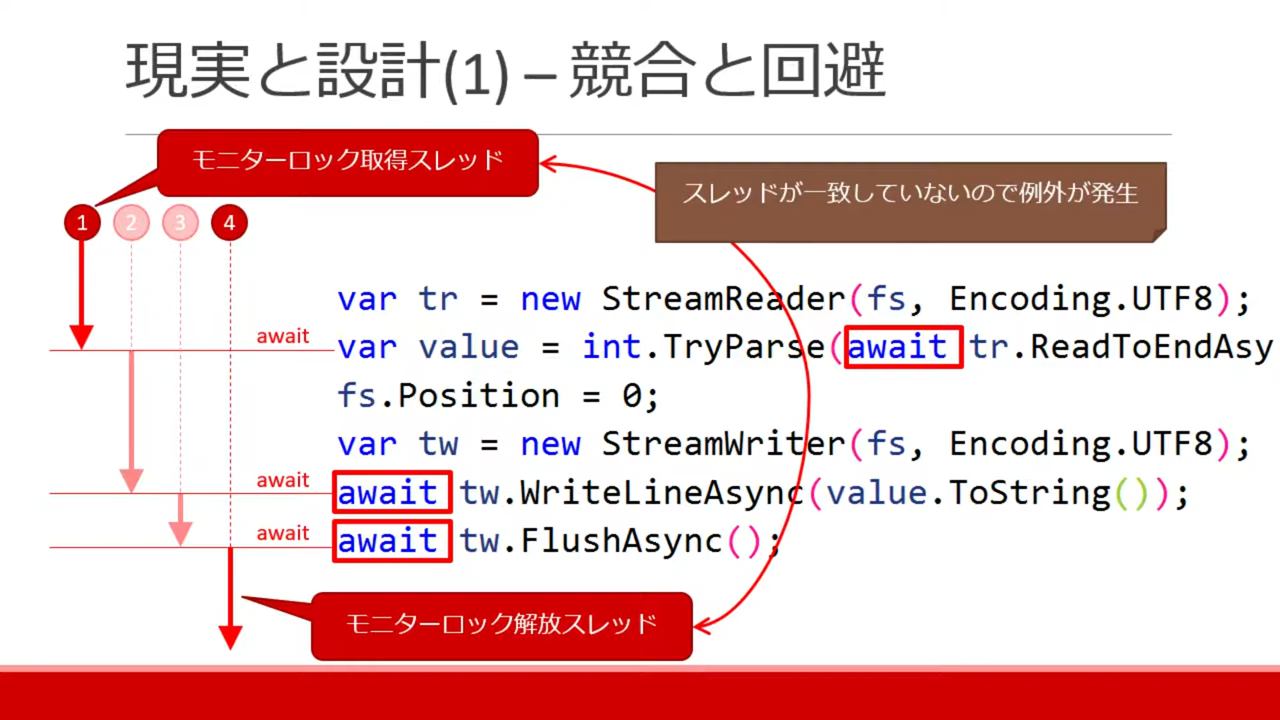 現実と設計(1) – 競合と回避
モニターロック取得スレッド
スレッドが一致していないので例外が発生
1 2 3 4
var tr = new StreamReader(fs, Encoding.UTF8);
await
var value = int.TryParse(await tr.ReadToEndAsy
fs.Position = 0;
var tw = new StreamWriter(fs, Encoding.UTF8);
await
await tw.WriteLineAsync(value.ToString());
await
await tw.FlushAsync();
モニターロック解放スレッド